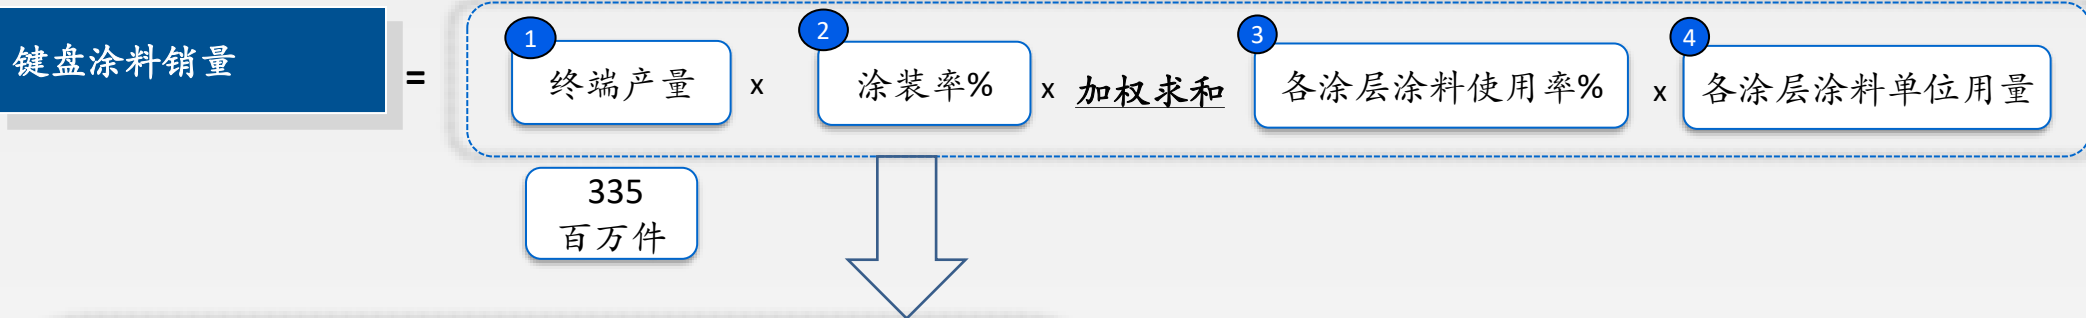 键盘涂料销量
=
1
终端产量
x
2
涂装率%
x
加权求和
3
各涂层涂料使用率%
x
4
各涂层涂料单位用量
335
百万件